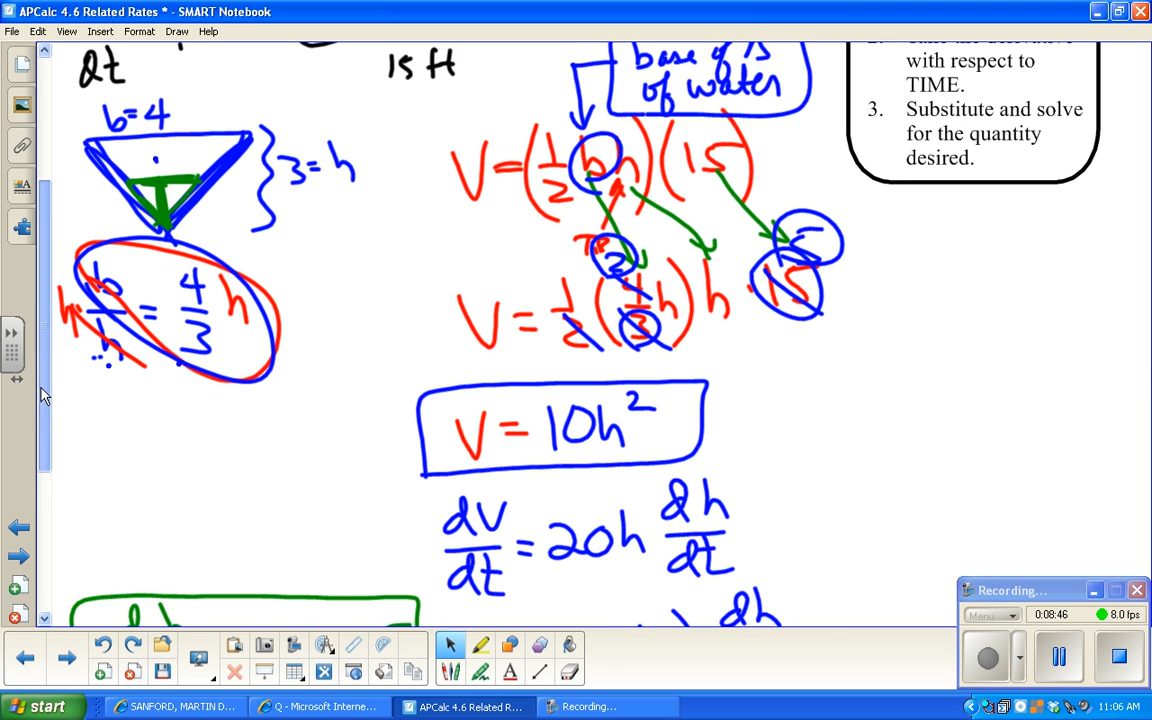 APCalc 4.6 Related Rates * - SMART Notebook
File Edit View Insert Format Draw Help
dt
15 ft
base of Δ
of water
with respect to
TIME.
3. Substitute and solve
for the quantity
desired.
b=4
3=h
V=(1/2 bh)(15)
b/h = 4/3 h
h
2
5
V = 1/2 (4/3 h) h · 15
V = 10h²
dV/dt = 20h dh/dt
dh
Recording...
Menu
0:08:46
8.0 fps
start
SANFORD, MARTIN D...
Q - Microsoft Interne...
APCalc 4.6 Related R...
Recording...
11:06 AM